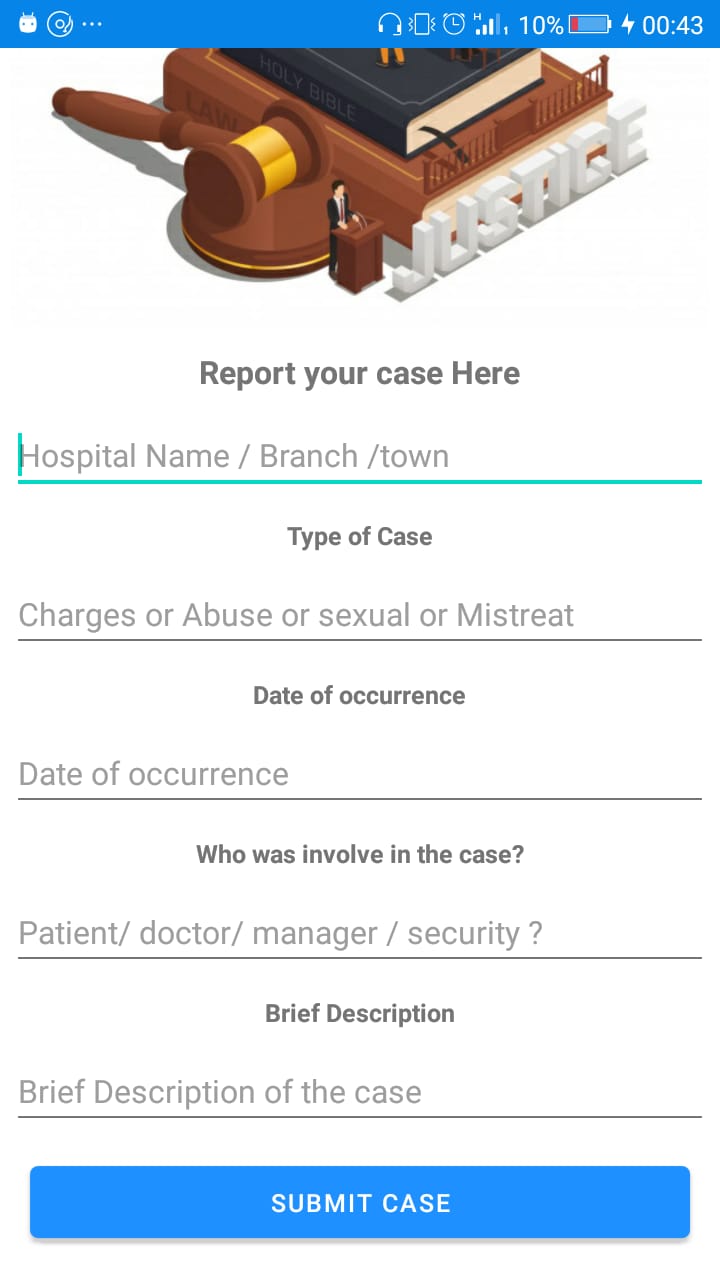 10% 00:43
HOLY BIBLE
LAW
JUSTICE
Report your case Here
Hospital Name / Branch /town
Type of Case
Charges or Abuse or sexual or Mistreat
Date of occurrence
Date of occurrence
Who was involve in the case?
Patient/ doctor/ manager / security ?
Brief Description
Brief Description of the case
SUBMIT CASE